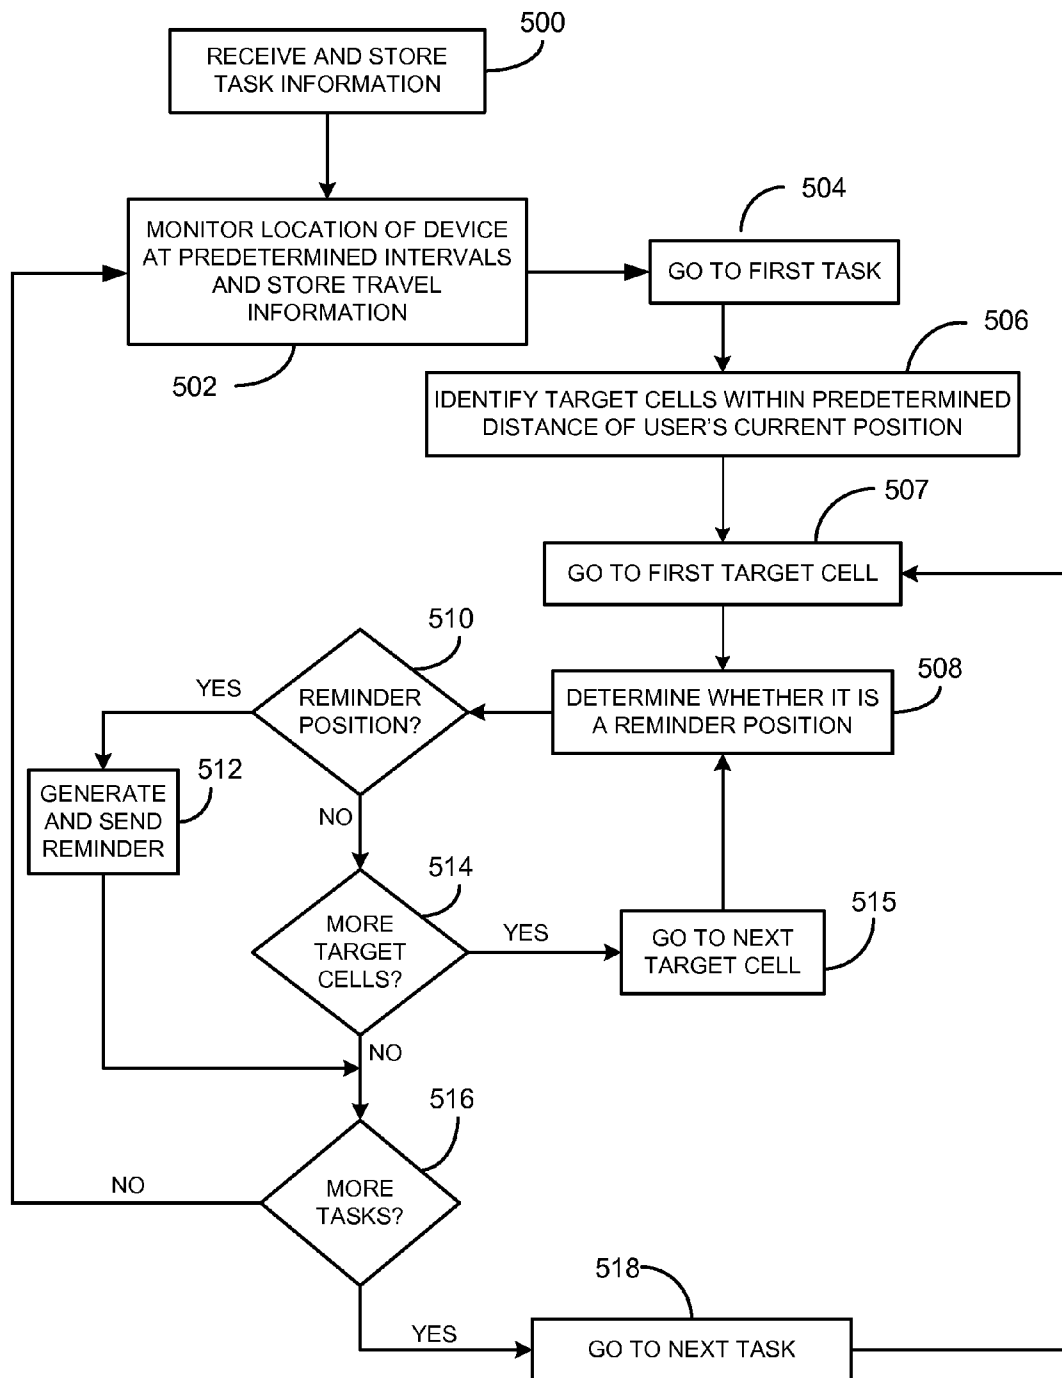 500
RECEIVE AND STORE
TASK INFORMATION
504
MONITOR LOCATION OF DEVICE
AT PREDETERMINED INTERVALS
AND STORE TRAVEL
INFORMATION
502
GO TO FIRST TASK
506
IDENTIFY TARGET CELLS WITHIN PREDETERMINED
DISTANCE OF USER'S CURRENT POSITION
507
GO TO FIRST TARGET CELL
510
YES
REMINDER
POSITION?
DETERMINE WHETHER IT IS
A REMINDER POSITION
508
512
GENERATE
AND SEND
REMINDER
NO
514
MORE
TARGET
CELLS?
YES
GO TO NEXT
TARGET CELL
515
NO
516
NO
MORE
TASKS?
518
YES
GO TO NEXT TASK